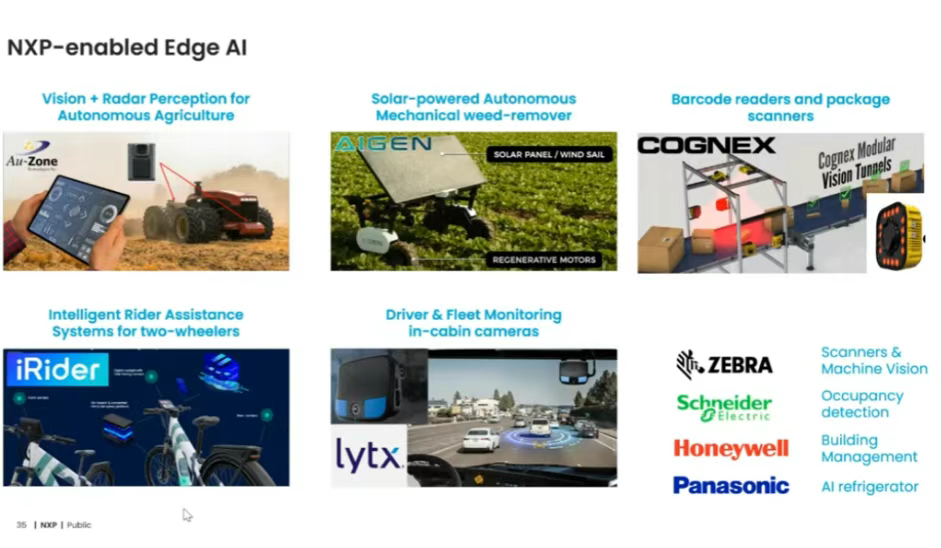 NXP-enabled Edge AI
Vision + Radar Perception for
Autonomous Agriculture
Au-Zone
Solar-powered Autonomous
Mechanical weed-remover
AIGEN
SOLAR PANEL / WIND SAIL
REGENERATIVE MOTORS
Barcode readers and package
scanners
COGNEX
Cognex Modular
Vision Tunnels
Intelligent Rider Assistance
Systems for two-wheelers
iRider
Driver & Fleet Monitoring
in-cabin cameras
lytx
ZEBRA
Scanners &
Machine Vision
Schneider
Electric
Occupancy
detection
Honeywell
Building
Management
Panasonic
AI refrigerator
35 | NXP | Public